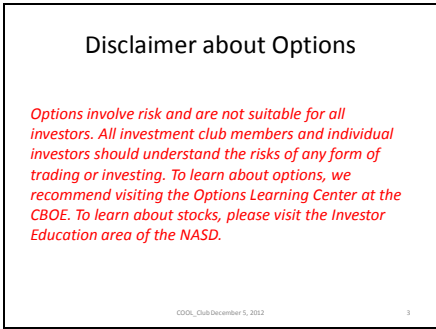 Disclaimer about Options
Options involve risk and are not suitable for all
investors. All investment club members and individual
investors should understand the risks of any form of
trading or investing. To learn about options, we
recommend visiting the Options Learning Center at the
CBOE. To learn about stocks, please visit the Investor
Education area of the NASD.
COOL_Club December 5, 2012
3